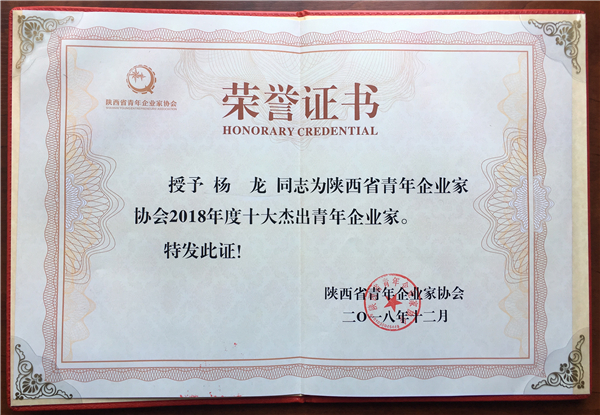 陕西省青年企业家协会
荣誉证书
HONORARY CREDENTIAL
授予 杨 龙 同志为陕西省青年企业家
协会2018年度十大杰出青年企业家。
特发此证!
陕西省青年企业家协会
二〇一八年十二月